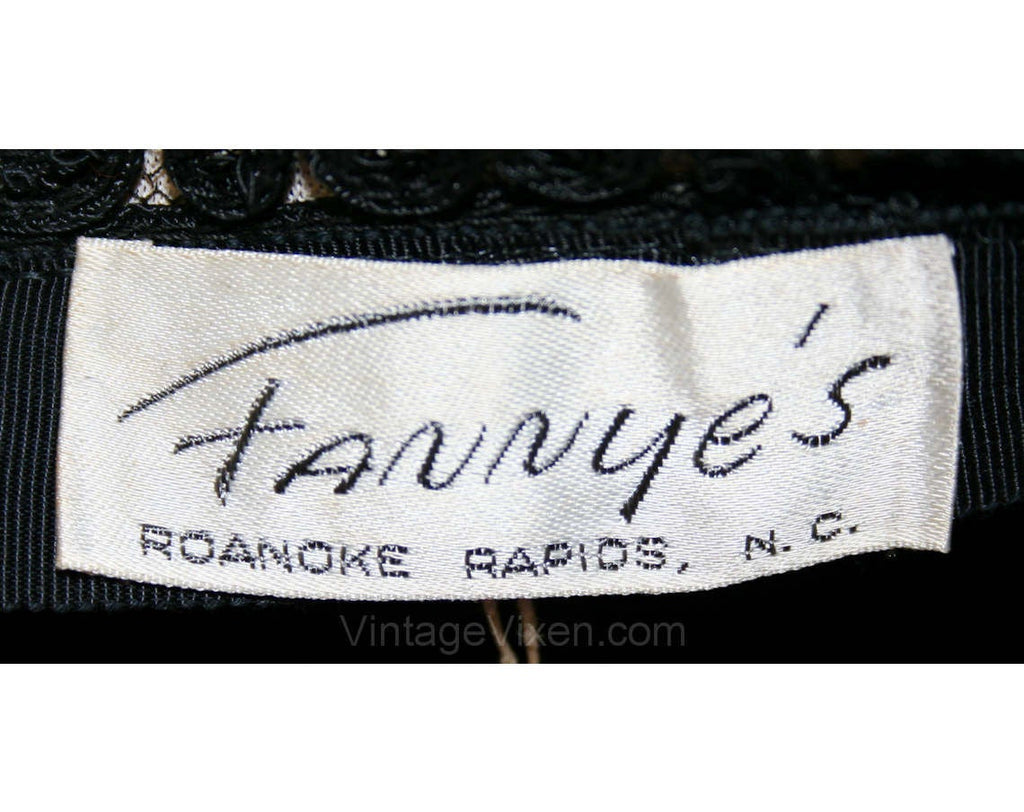 Fannye's
ROANOKE RAPIDS, N. C.
VintageVixen.com